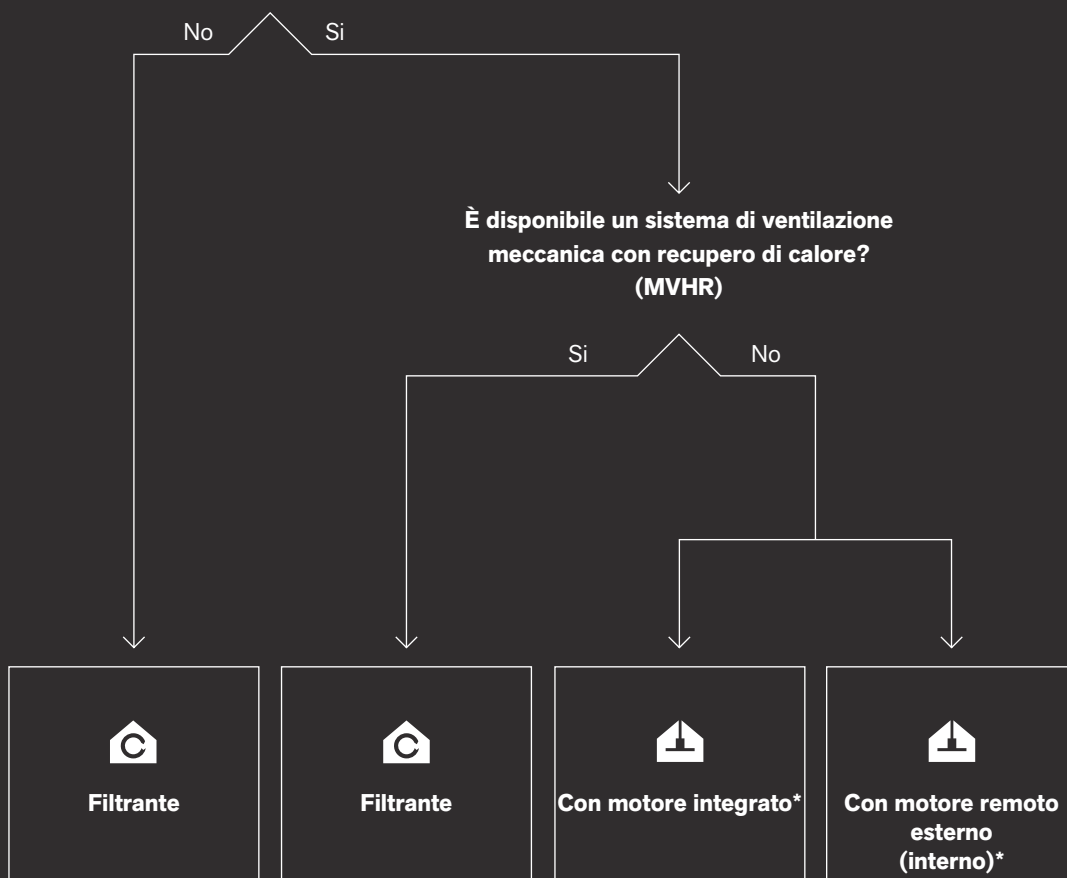 No
Si
È disponibile un sistema di ventilazione
meccanica con recupero di calore?
(MVHR)
Si
No
Filtrante
Filtrante
Con motore integrato*
Con motore remoto
esterno
(interno)*